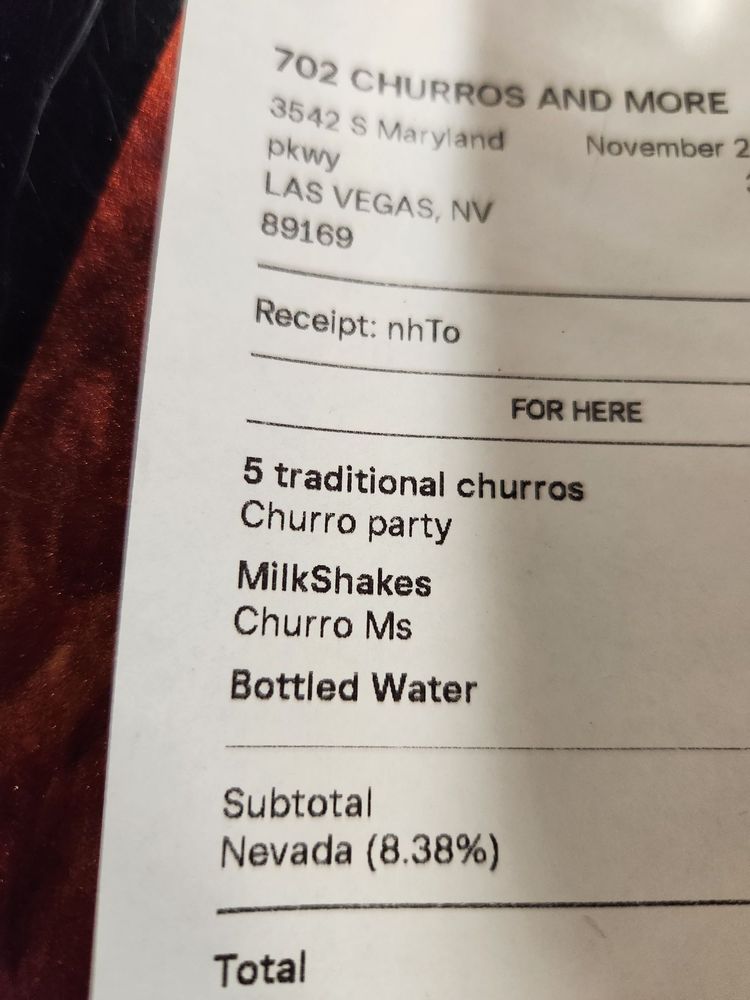 702 CHURROS AND MORE
3542 S Maryland November 2
pkwy
LAS VEGAS, NV
89169
Receipt: nhTo
FOR HERE
5 traditional churros
Churro party
MilkShakes
Churro Ms
Bottled Water
Subtotal
Nevada (8.38%)
Total